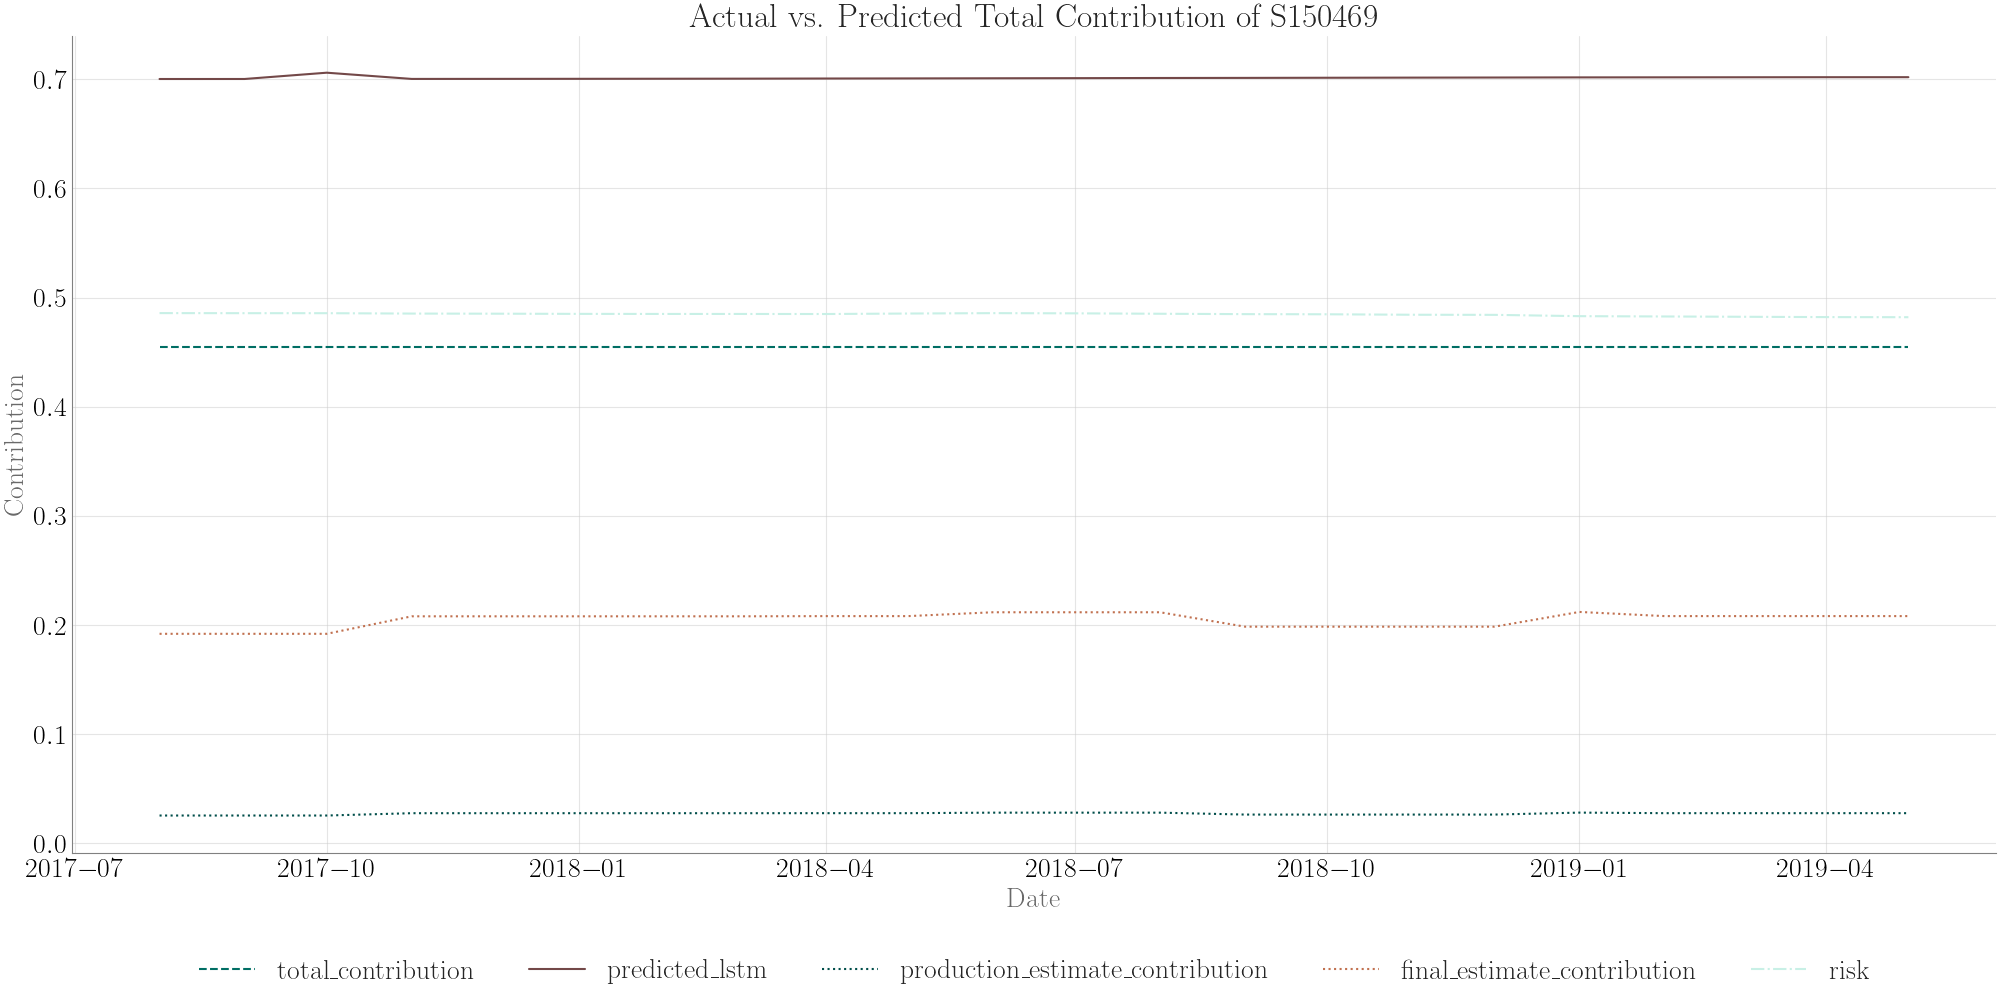 Actual vs. Predicted Total Contribution of S150469
Contribution
0.7
0.6
0.5
0.4
0.3
0.2
0.1
0.0
2017−07 2017−10 2018−01 2018−04 2018−07 2018−10 2019−01 2019−04
Date
total_contribution predicted_lstm production_estimate_contribution final_estimate_contribution risk